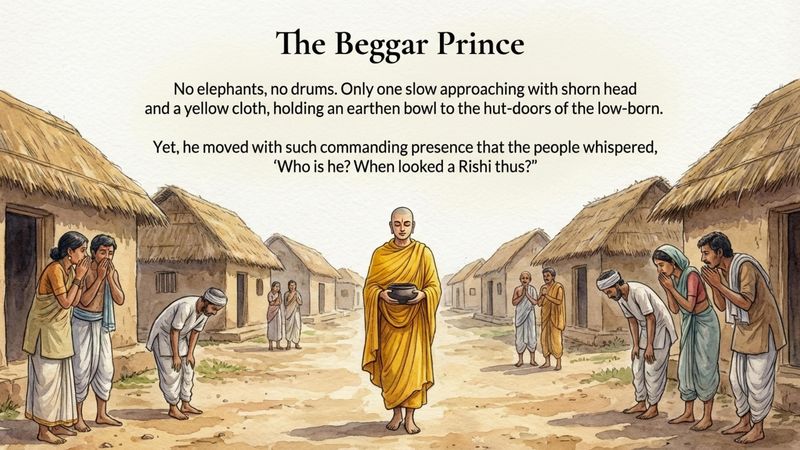 The Beggar Prince
No elephants, no drums. Only one slow approaching with shorn head
and a yellow cloth, holding an earthen bowl to the hut-doors of the low-born.
Yet, he moved with such commanding presence that the people whispered,
‘Who is he? When looked a Rishi thus?”